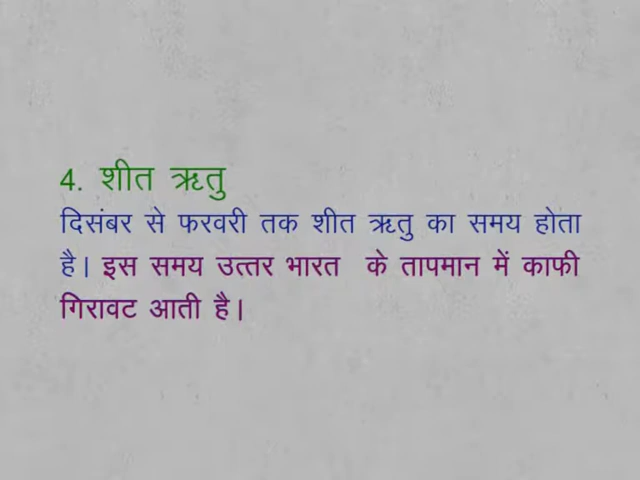 4. शीत ऋतु
दिसंबर से फरवरी तक शीत ऋतु का समय होता
है। इस समय उत्तर भारत के तापमान में काफी
गिरावट आती है।